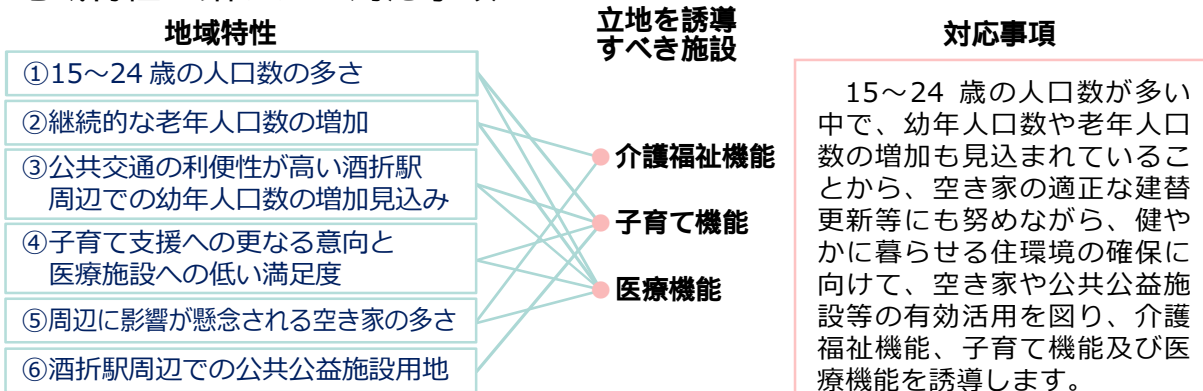 地域特性
①15～24 歳の人口数の多さ
②継続的な老年人口数の増加
③公共交通の利便性が高い酒折駅
周辺での幼年人口数の増加見込み
④子育て支援への更なる意向と
医療施設への低い満足度
⑤周辺に影響が懸念される空き家の多さ
⑥酒折駅周辺での公共公益施設用地
立地を誘導
すべき施設
介護福祉機能
子育て機能
医療機能
対応事項
15～24 歳の人口数が多い
中で、幼年人口数や老年人口
数の増加も見込まれているこ
とから、空き家の適正な建替
更新等にも努めながら、健や
かに暮らせる住環境の確保に
向けて、空き家や公共公益施
設等の有効活用を図り、介護
福祉機能、子育て機能及び医
療機能を誘導します。